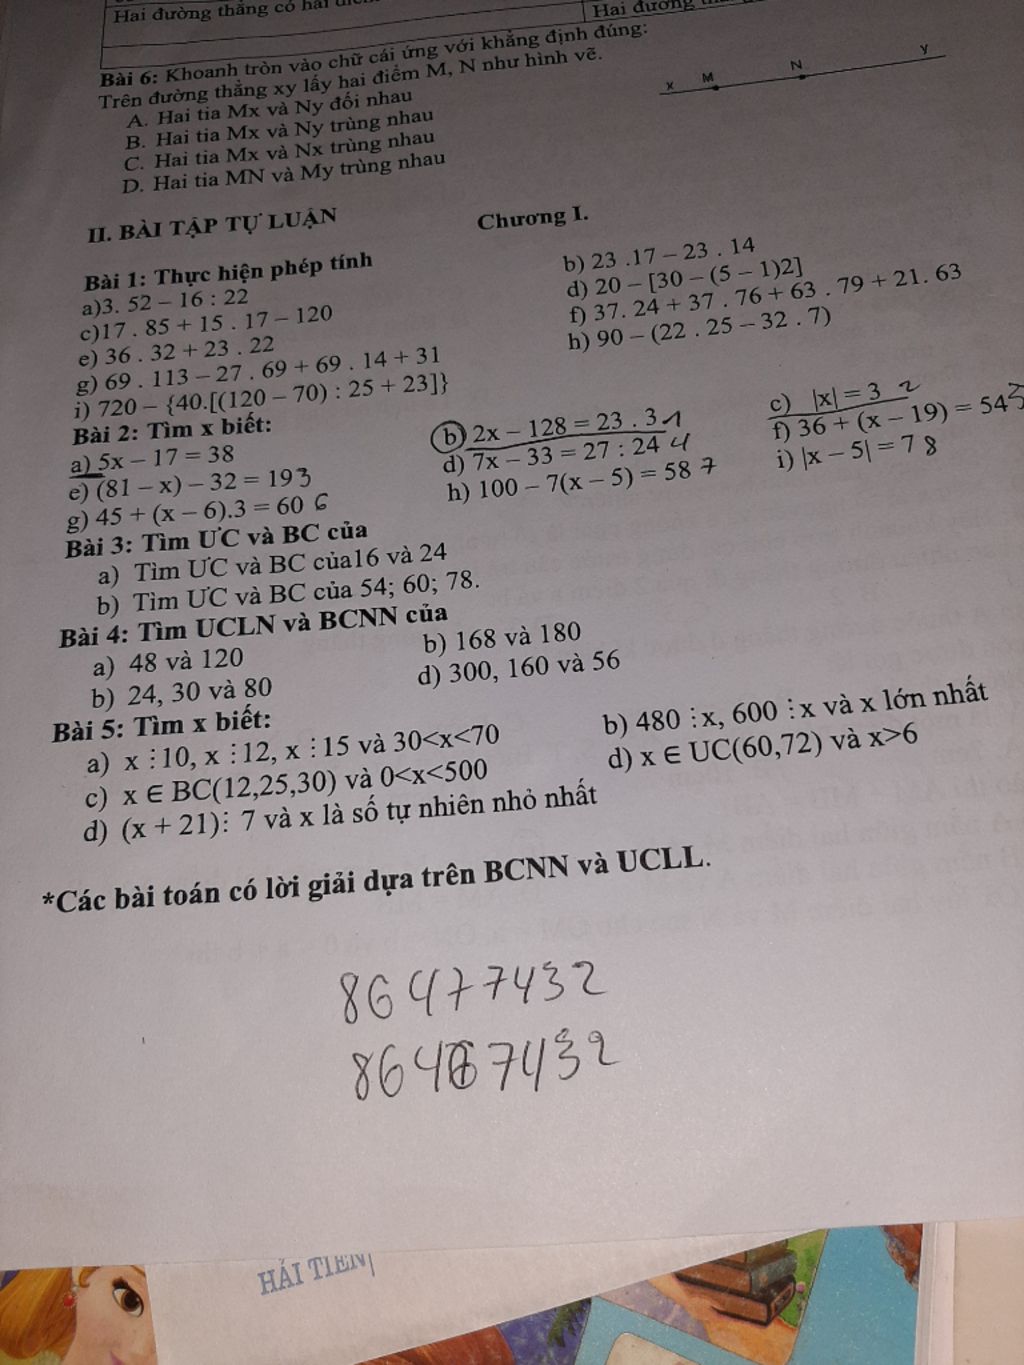 Hai đường thẳng có hai
Hai đường
Bài 6: Khoanh tròn vào chữ cái ứng với khẳng định đúng:
Trên đường thẳng xy lấy hai điểm M, N như hình vẽ.
x M N y
A. Hai tia Mx và Ny đối nhau
B. Hai tia Mx và Ny trùng nhau
C. Hai tia Mx và Nx trùng nhau
D. Hai tia MN và My trùng nhau
II. BÀI TẬP TỰ LUẬN
Chương I.
Bài 1: Thực hiện phép tính
a)3. 52 – 16 : 22
b) 23 .17 – 23 . 14
c)17 . 85 + 15 . 17 – 120
d) 20 – [30 – (5 – 1)2]
e) 36 . 32 + 23 . 22
f) 37. 24 + 37 . 76 + 63 . 79 + 21. 63
g) 69 . 113 – 27 . 69 + 69 . 14 + 31
h) 90 – (22 . 25 – 32 . 7)
i) 720 – {40.[(120 – 70) : 25 + 23]}
Bài 2: Tìm x biết:
a) 5x – 17 = 38
b) 2x – 128 = 23 . 3 1
c) |x| = 3 2
d) 7x – 33 = 27 : 24 4
e) (81 – x) – 32 = 19 3
f) 36 + (x – 19) = 54 5
g) 45 + (x – 6).3 = 60 6
h) 100 – 7(x – 5) = 58 7
i) |x – 5| = 7 8
Bài 3: Tìm ƯC và BC của
a) Tìm ƯC và BC của16 và 24
b) Tìm ƯC và BC của 54; 60; 78.
Bài 4: Tìm UCLN và BCNN của
a) 48 và 120
b) 168 và 180
b) 24, 30 và 80
d) 300, 160 và 56
Bài 5: Tìm x biết:
a) x ⋮ 10, x ⋮ 12, x ⋮ 15 và 30<x<70
b) 480 ⋮ x, 600 ⋮ x và x lớn nhất
c) x ∈ BC(12,25,30) và 0<x<500
d) x ∈ UC(60,72) và x>6
d) (x + 21)⋮ 7 và x là số tự nhiên nhỏ nhất
*Các bài toán có lời giải dựa trên BCNN và UCLL.
86477432
HẢI TIẾN